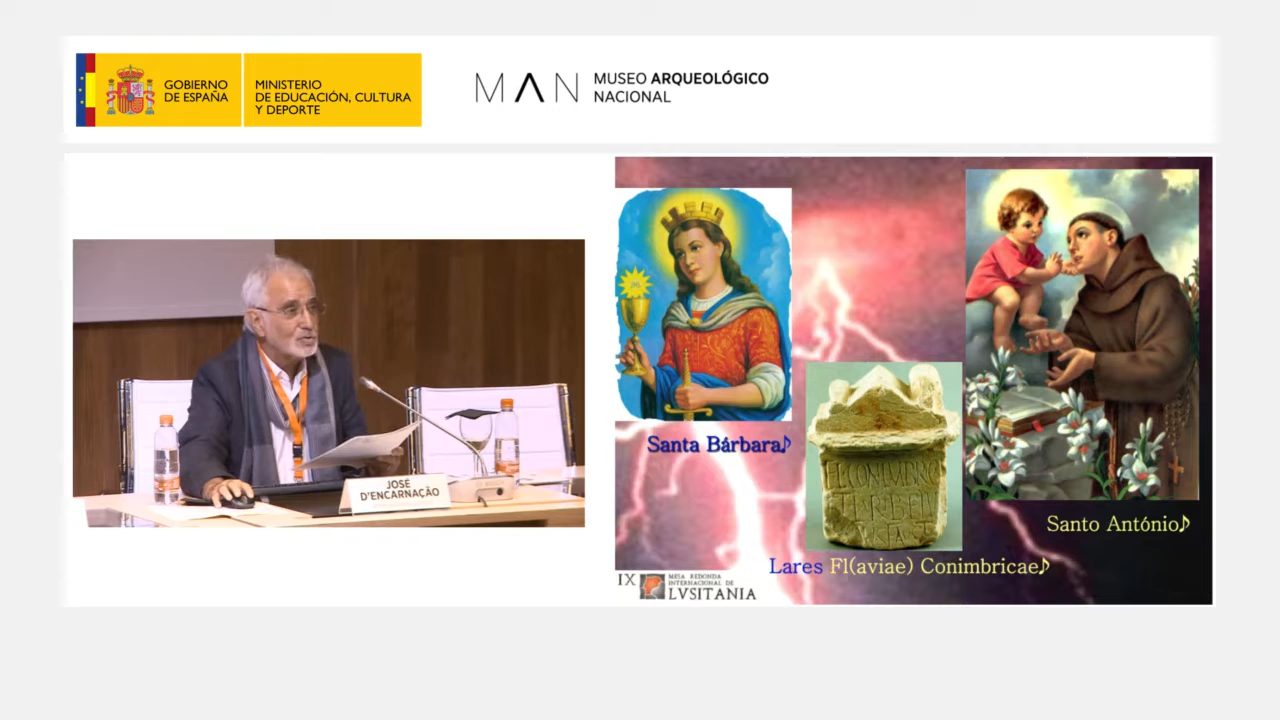 GOBIERNO
DE ESPAÑA
MINISTERIO
DE EDUCACIÓN, CULTURA
Y DEPORTE
MAN
MUSEO ARQUEOLÓGICO
NACIONAL
JOSÉ
D'ENCARNAÇÃO
Santa Bárbara♪
Santo António♪
Lares Fl(aviae) Conimbricae♪
IX
MESA REDONDA
INTERNACIONAL DE
LVSITANIA